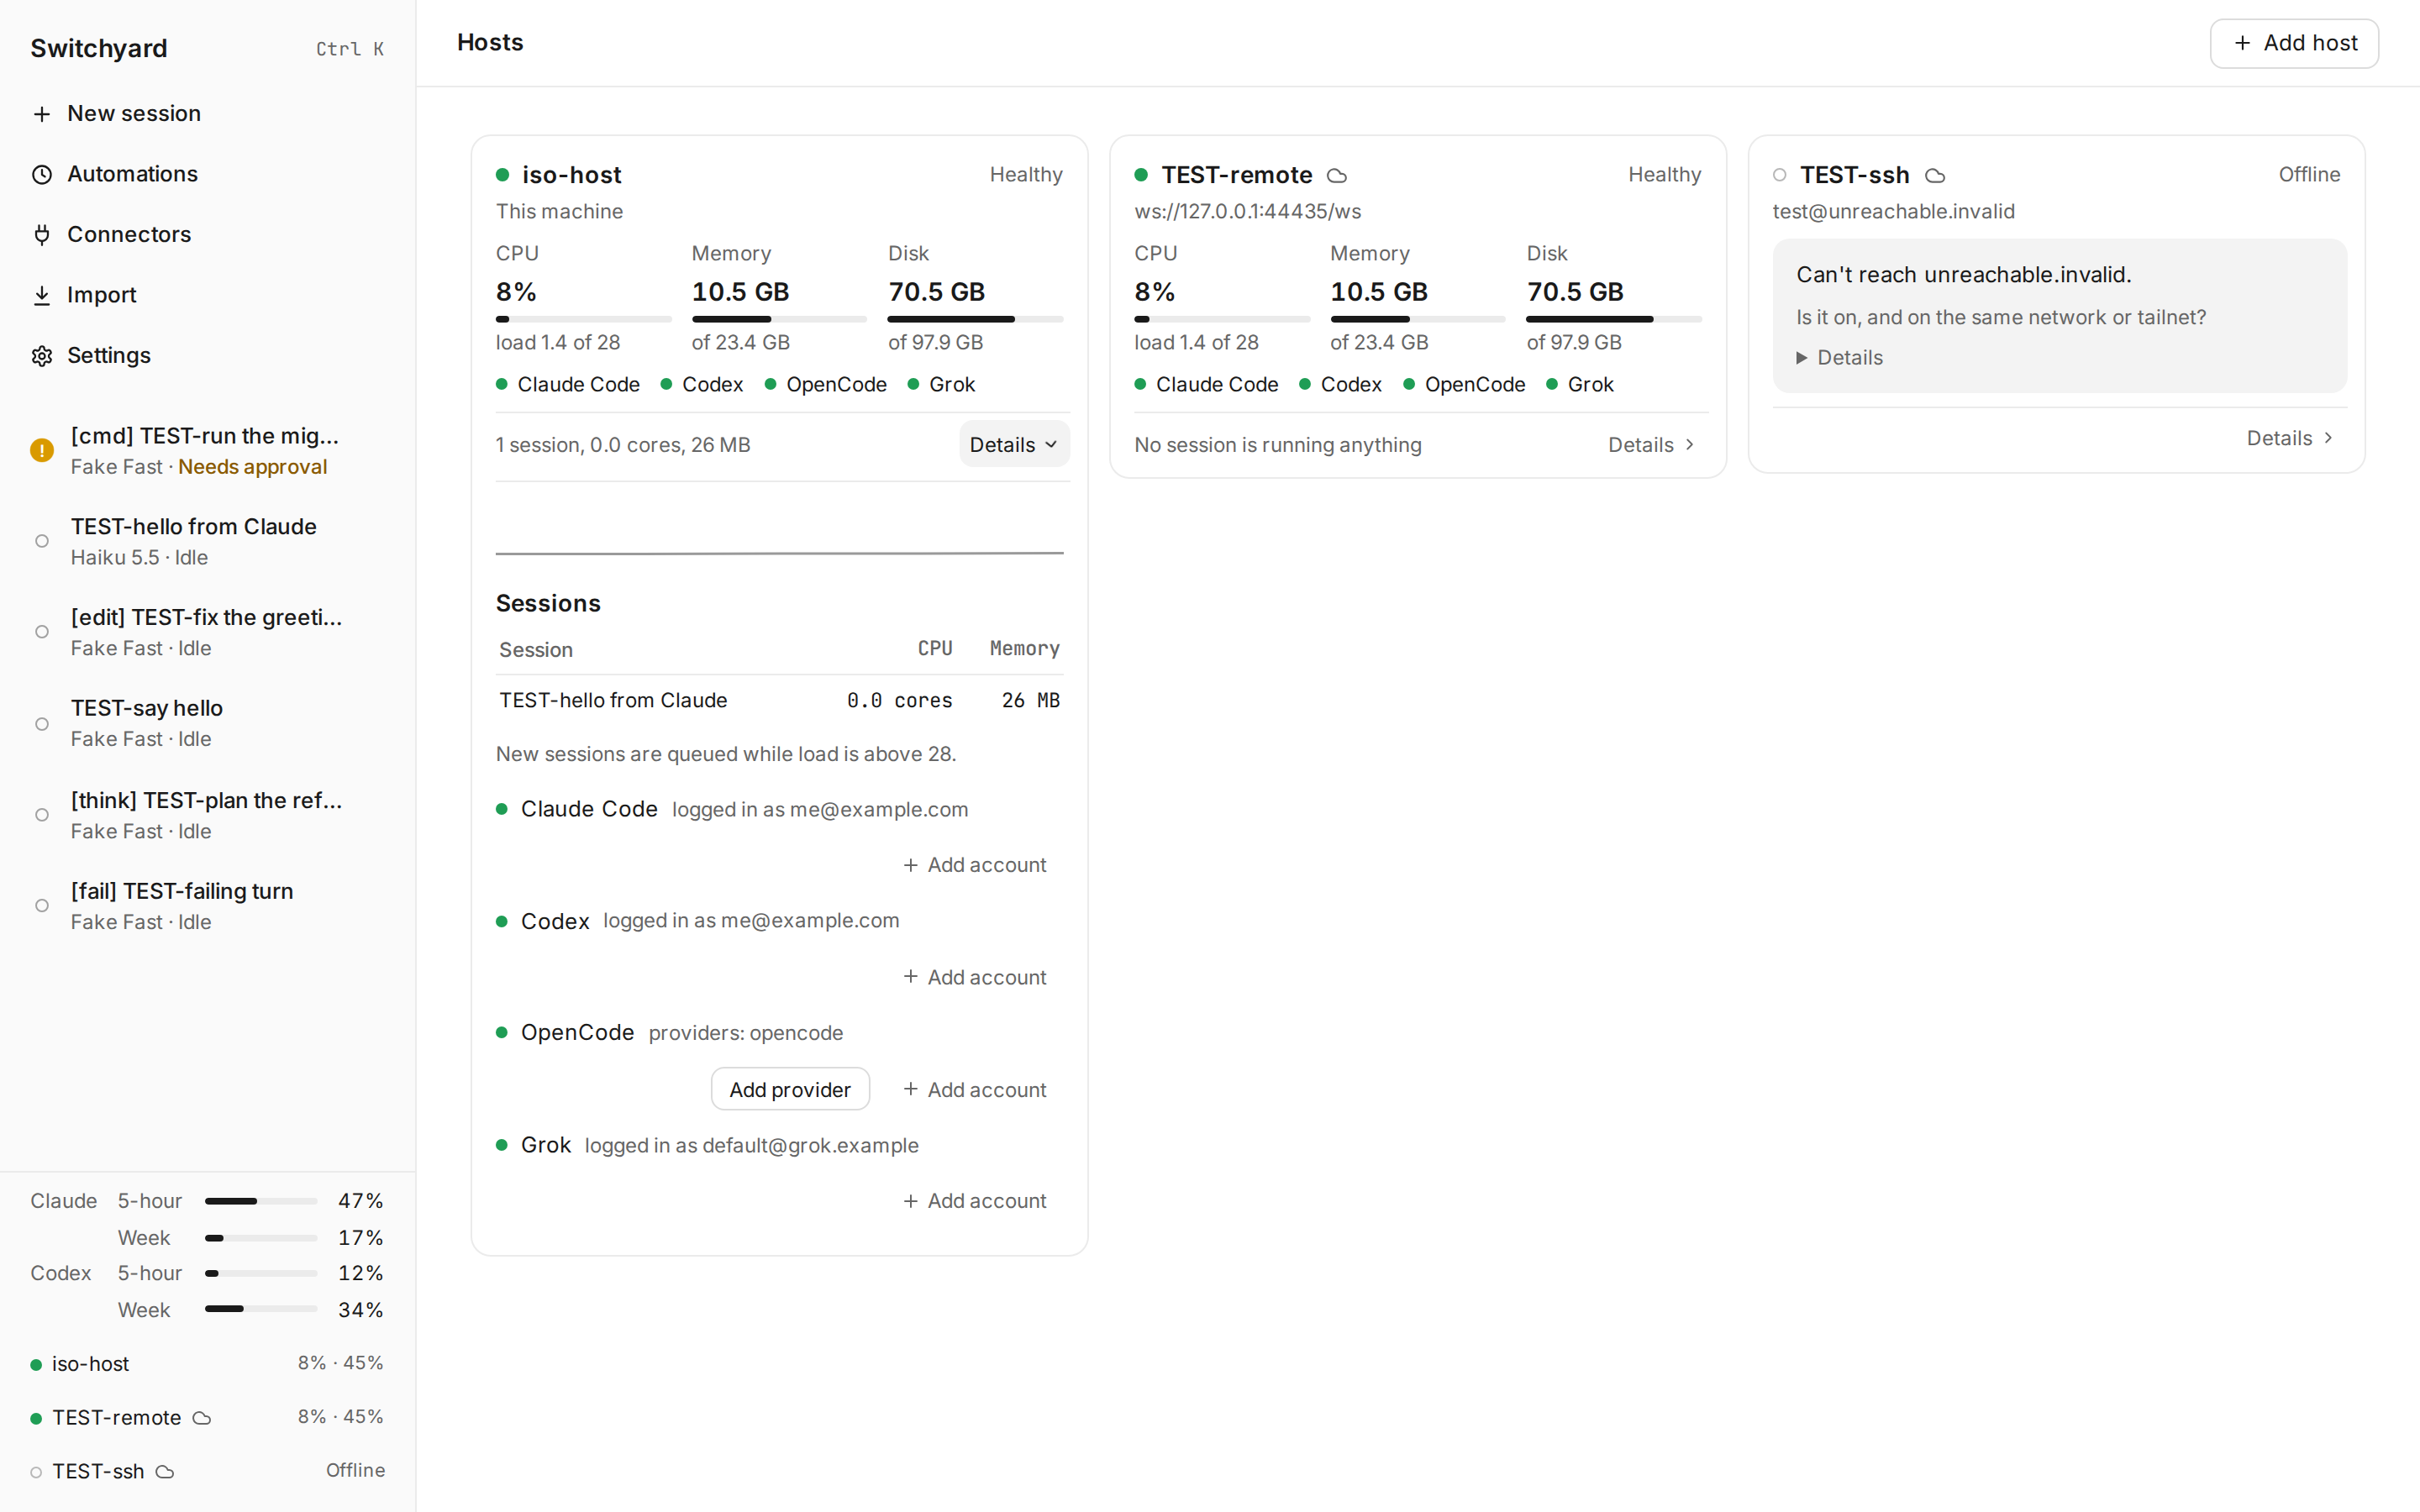 Switchyard
Ctrl K
New session
Automations
Connectors
Import
Settings
[cmd] TEST-run the mig...
Fake Fast · Needs approval
TEST-hello from Claude
Haiku 5.5 · Idle
[edit] TEST-fix the greeti...
Fake Fast · Idle
TEST-say hello
Fake Fast · Idle
[think] TEST-plan the ref...
Fake Fast · Idle
[fail] TEST-failing turn
Fake Fast · Idle
Claude 5-hour 47%
Week 17%
Codex 5-hour 12%
Week 34%
iso-host 8% · 45%
TEST-remote 8% · 45%
TEST-ssh Offline
Hosts
Add host
iso-host Healthy
This machine
CPU Memory Disk
8% 10.5 GB 70.5 GB
load 1.4 of 28 of 23.4 GB of 97.9 GB
Claude Code Codex OpenCode Grok
1 session, 0.0 cores, 26 MB Details
Sessions
Session CPU Memory
TEST-hello from Claude 0.0 cores 26 MB
New sessions are queued while load is above 28.
Claude Code logged in as me@example.com
Add account
Codex logged in as me@example.com
Add account
OpenCode providers: opencode
Add provider Add account
Grok logged in as default@grok.example
Add account
TEST-remote Healthy
ws://127.0.0.1:44435/ws
CPU Memory Disk
8% 10.5 GB 70.5 GB
load 1.4 of 28 of 23.4 GB of 97.9 GB
Claude Code Codex OpenCode Grok
No session is running anything Details
TEST-ssh Offline
test@unreachable.invalid
Can't reach unreachable.invalid.
Is it on, and on the same network or tailnet?
Details
Details